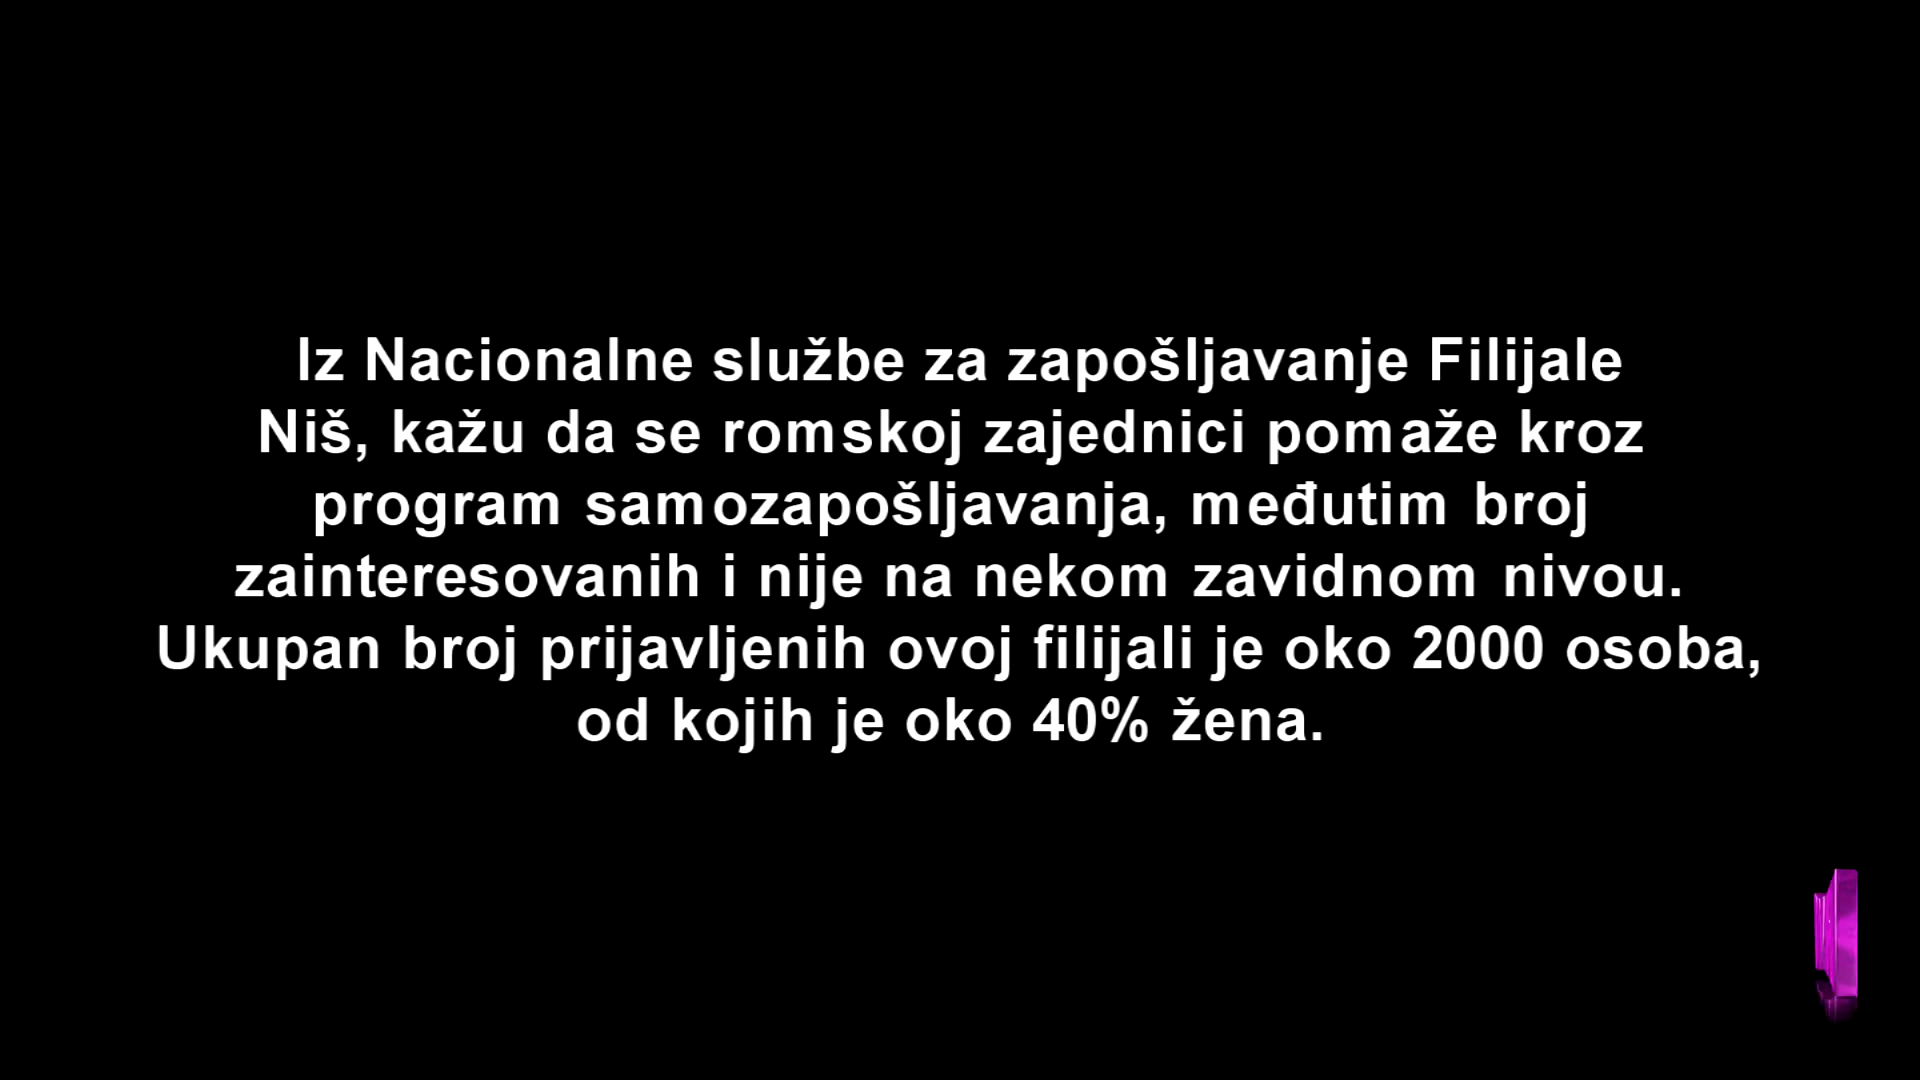 Iz Nacionalne službe za zapošljavanje Filijale
Niš, kažu da se romskoj zajednici pomaže kroz
program samozapošljavanja, međutim broj
zainteresovanih i nije na nekom zavidnom nivou.
Ukupan broj prijavljenih ovoj filijali je oko 2000 osoba,
od kojih je oko 40% žena.